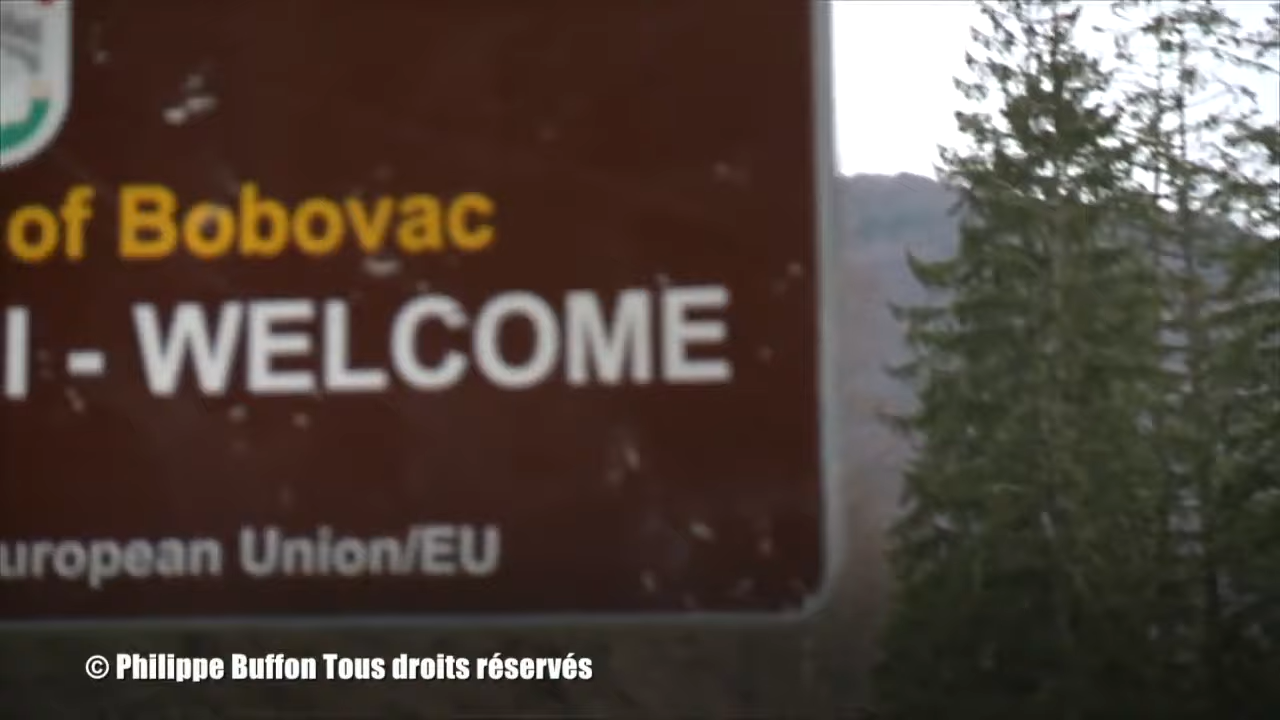 of Bobovac
I - WELCOME
uropean Union/EU
© Philippe Buffon Tous droits réservés